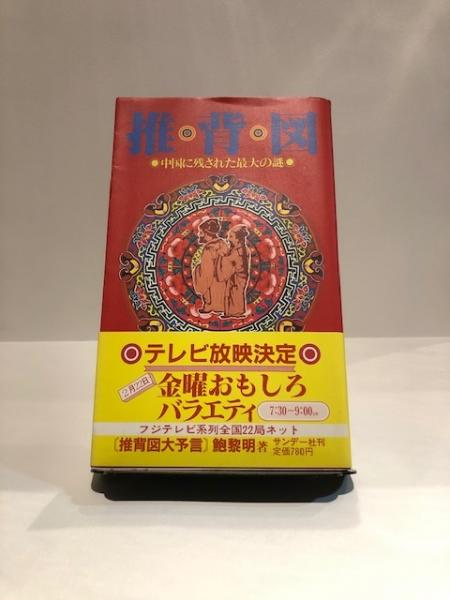 推・背・図
●中国に残された最大の謎●
◎テレビ放映決定◎
2月22日
金曜おもしろ
バラエティ
7:30〜9:00P.M.
フジテレビ系列全国22局ネット
〔推背図大予言〕鮑黎明著
サンデー社刊
定価780円